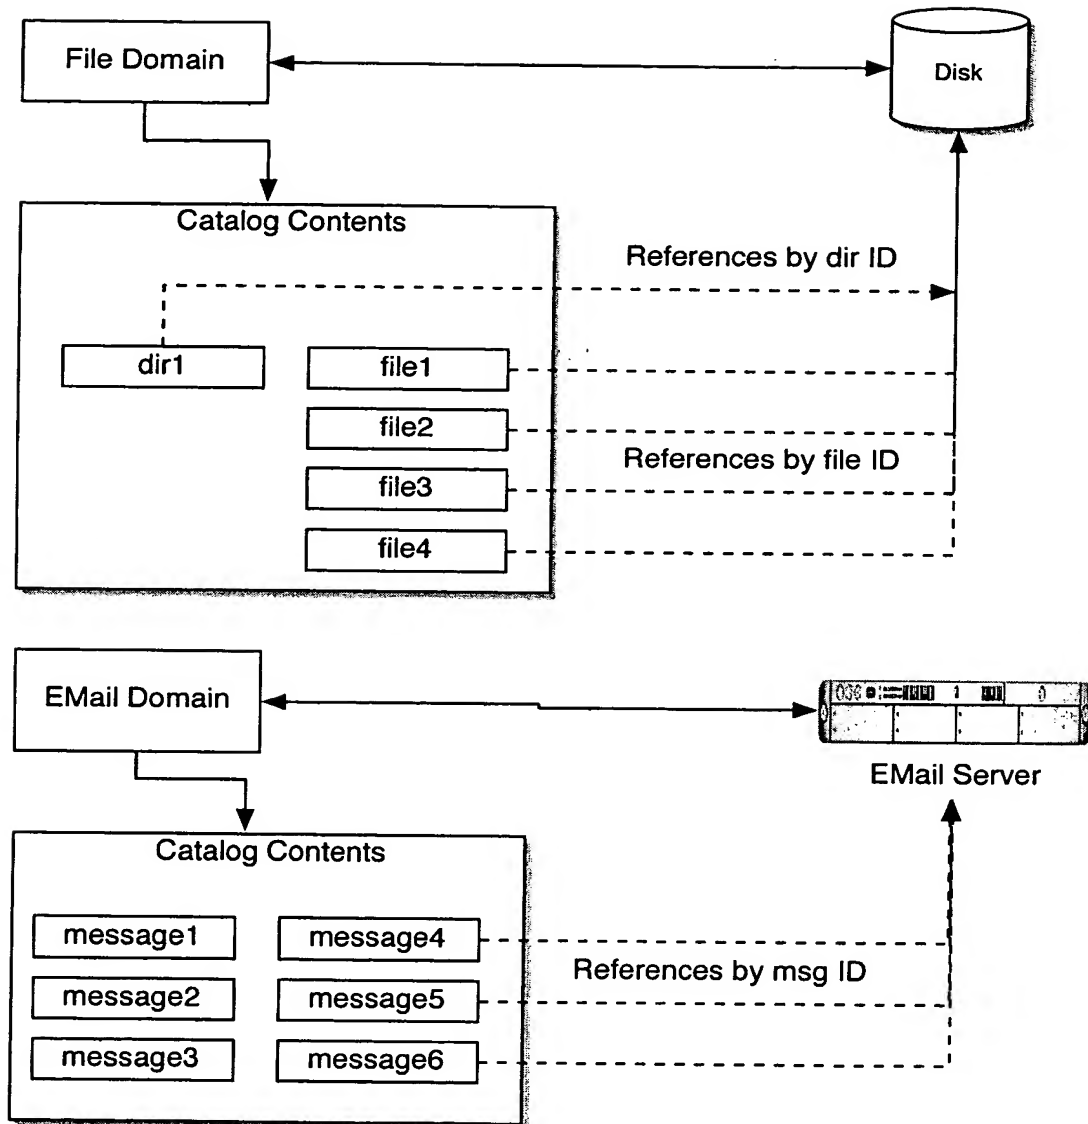 File Domain
Disk
Catalog Contents
References by dir ID
dir1
file1
file2
References by file ID
file3
file4
EMail Domain
EMail Server
Catalog Contents
message1
message4
References by msg ID
message2
message5
message3
message6